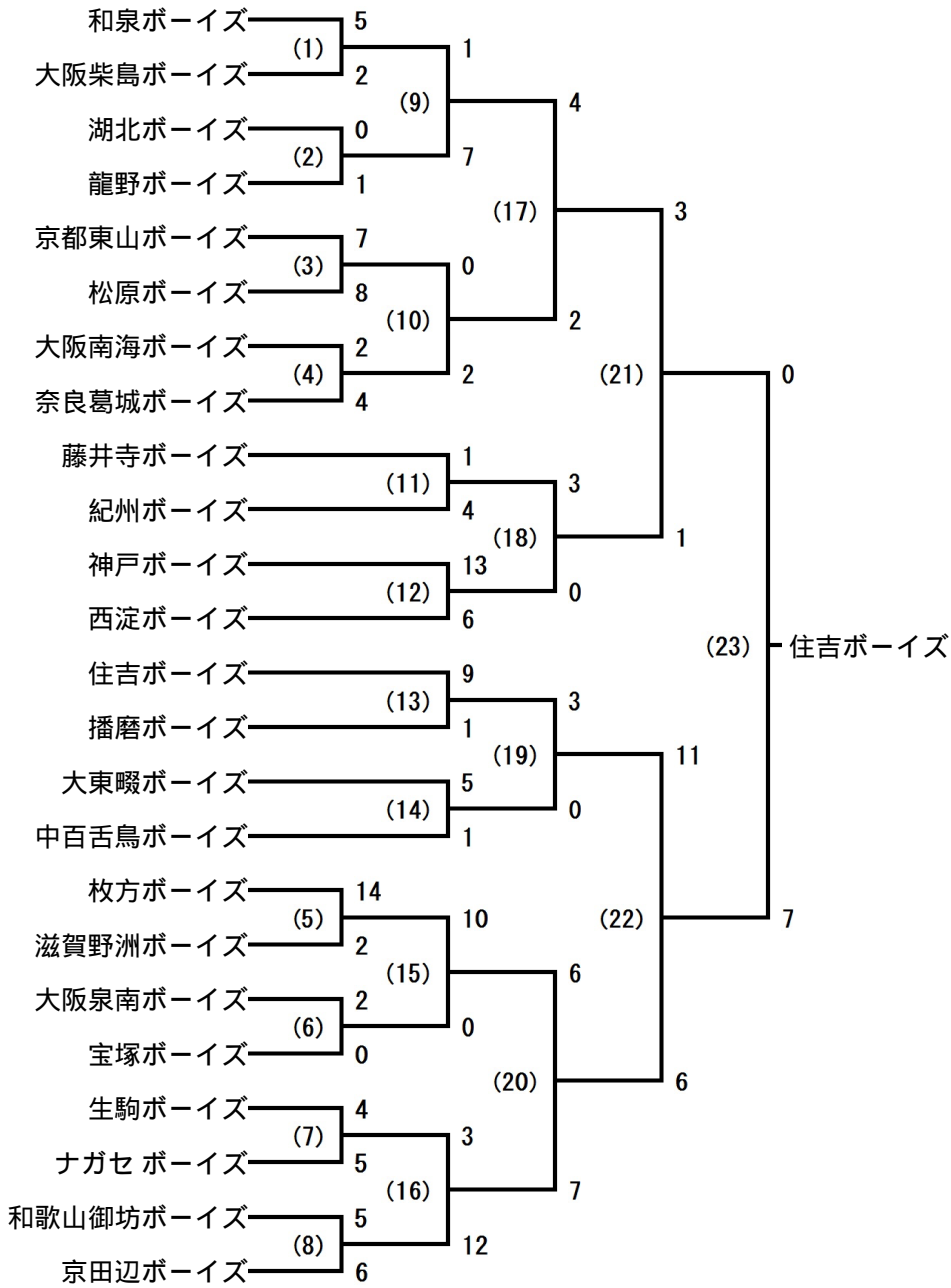 和泉ボーイズ 5
(1) 1
大阪柴島ボーイズ 2
(9) 4
湖北ボーイズ 0
(2) 7
龍野ボーイズ 1
(17) 3
京都東山ボーイズ 7
(3) 0
松原ボーイズ 8
(10) 2
大阪南海ボーイズ 2
(4) 2 (21) 0
奈良葛城ボーイズ 4
藤井寺ボーイズ 1
(11) 3
紀州ボーイズ 4
(18) 1
神戸ボーイズ 13
(12) 0
西淀ボーイズ 6
(23) 住吉ボーイズ
住吉ボーイズ 9
(13) 3
播磨ボーイズ 1
(19) 11
大東畷ボーイズ 5
(14) 0
中百舌鳥ボーイズ 1
枚方ボーイズ 14
(5) 10 (22) 7
滋賀野洲ボーイズ 2
(15) 6
大阪泉南ボーイズ 2
(6) 0
宝塚ボーイズ 0
(20) 6
生駒ボーイズ 4
(7) 3
ナガセ ボーイズ 5
(16) 7
和歌山御坊ボーイズ 5
(8) 12
京田辺ボーイズ 6